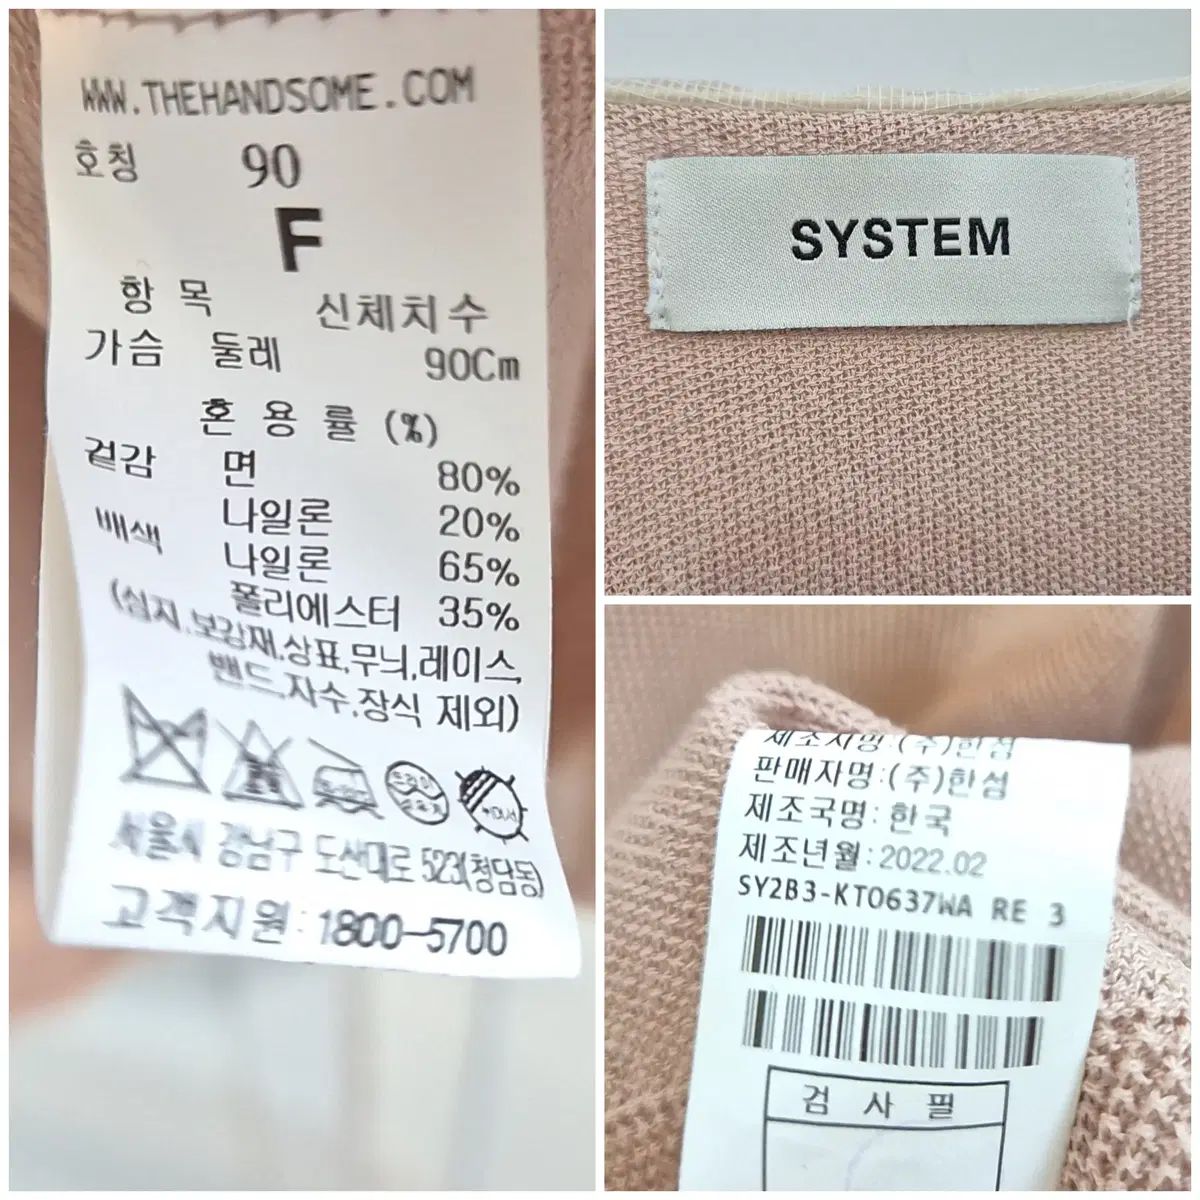 WWW.THEHANDSOME.COM
호칭 90
F
항 목 신체치수
가슴 둘레 90Cm
혼 용 률 (%)
겉감 면 80%
나일론 20%
배색 나일론 65%
폴리에스터 35%
(심지,보강재,상표,무늬,레이스,
밴드,자수,장식 제외)
드라이
서울시 강남구 도산대로 523(청담동)
고객지원:1800-5700
SYSTEM
제조자명:(주)한섬
판매자명:(주)한섬
제조국명:한국
제조년월:2022.02
SY2B3-KTO637WA RE 3
검 사 필